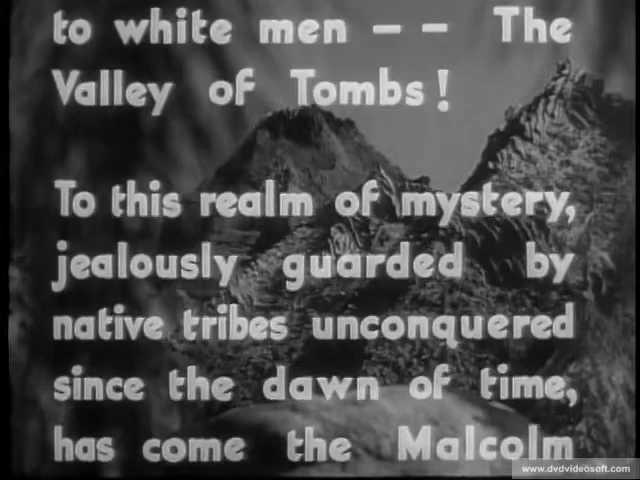 to white men -- The
Valley of Tombs!
To this realm of mystery,
jealously guarded by
native tribes unconquered
since the dawn of time,
has come the Malcolm
www.dvdvideosoft.com